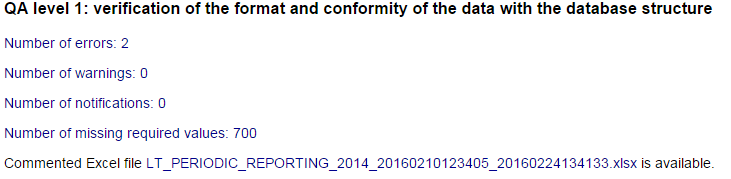 QA level 1: verification of the format and conformity of the data with the database structure
Number of errors: 2
Number of warnings: 0
Number of notifications: 0
Number of missing required values: 700
Commented Excel file LT_PERIODIC_REPORTING_2014_20160210123405_20160224134133.xlsx is available.